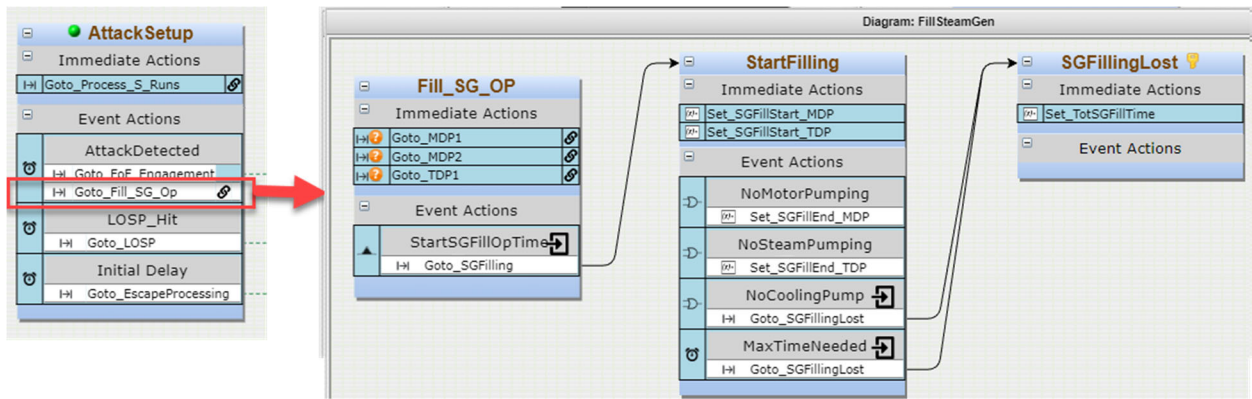 AttackSetup
Immediate Actions
Goto_Process_S_Runs
Event Actions
AttackDetected
Goto_EoF_Engagement
Goto_Fill_SG_Op
LOSP_Hit
Goto_LOSP
Initial Delay
Goto_EscapeProcessing
Diagram: FillSteamGen
Fill_SG_OP
Immediate Actions
Goto_MDP1
Goto_MDP2
Goto_TDP1
Event Actions
StartSGFillOpTime
Goto_SGFilling
StartFilling
Immediate Actions
Set_SGFillStart_MDP
Set_SGFillStart_TDP
Event Actions
NoMotorPumping
Set_SGFillEnd_MDP
NoSteamPumping
Set_SGFillEnd_TDP
NoCoolingPump
Goto_SGFillingLost
MaxTimeNeeded
Goto_SGFillingLost
SGFillingLost
Immediate Actions
Set_TotSGFillTime
Event Actions